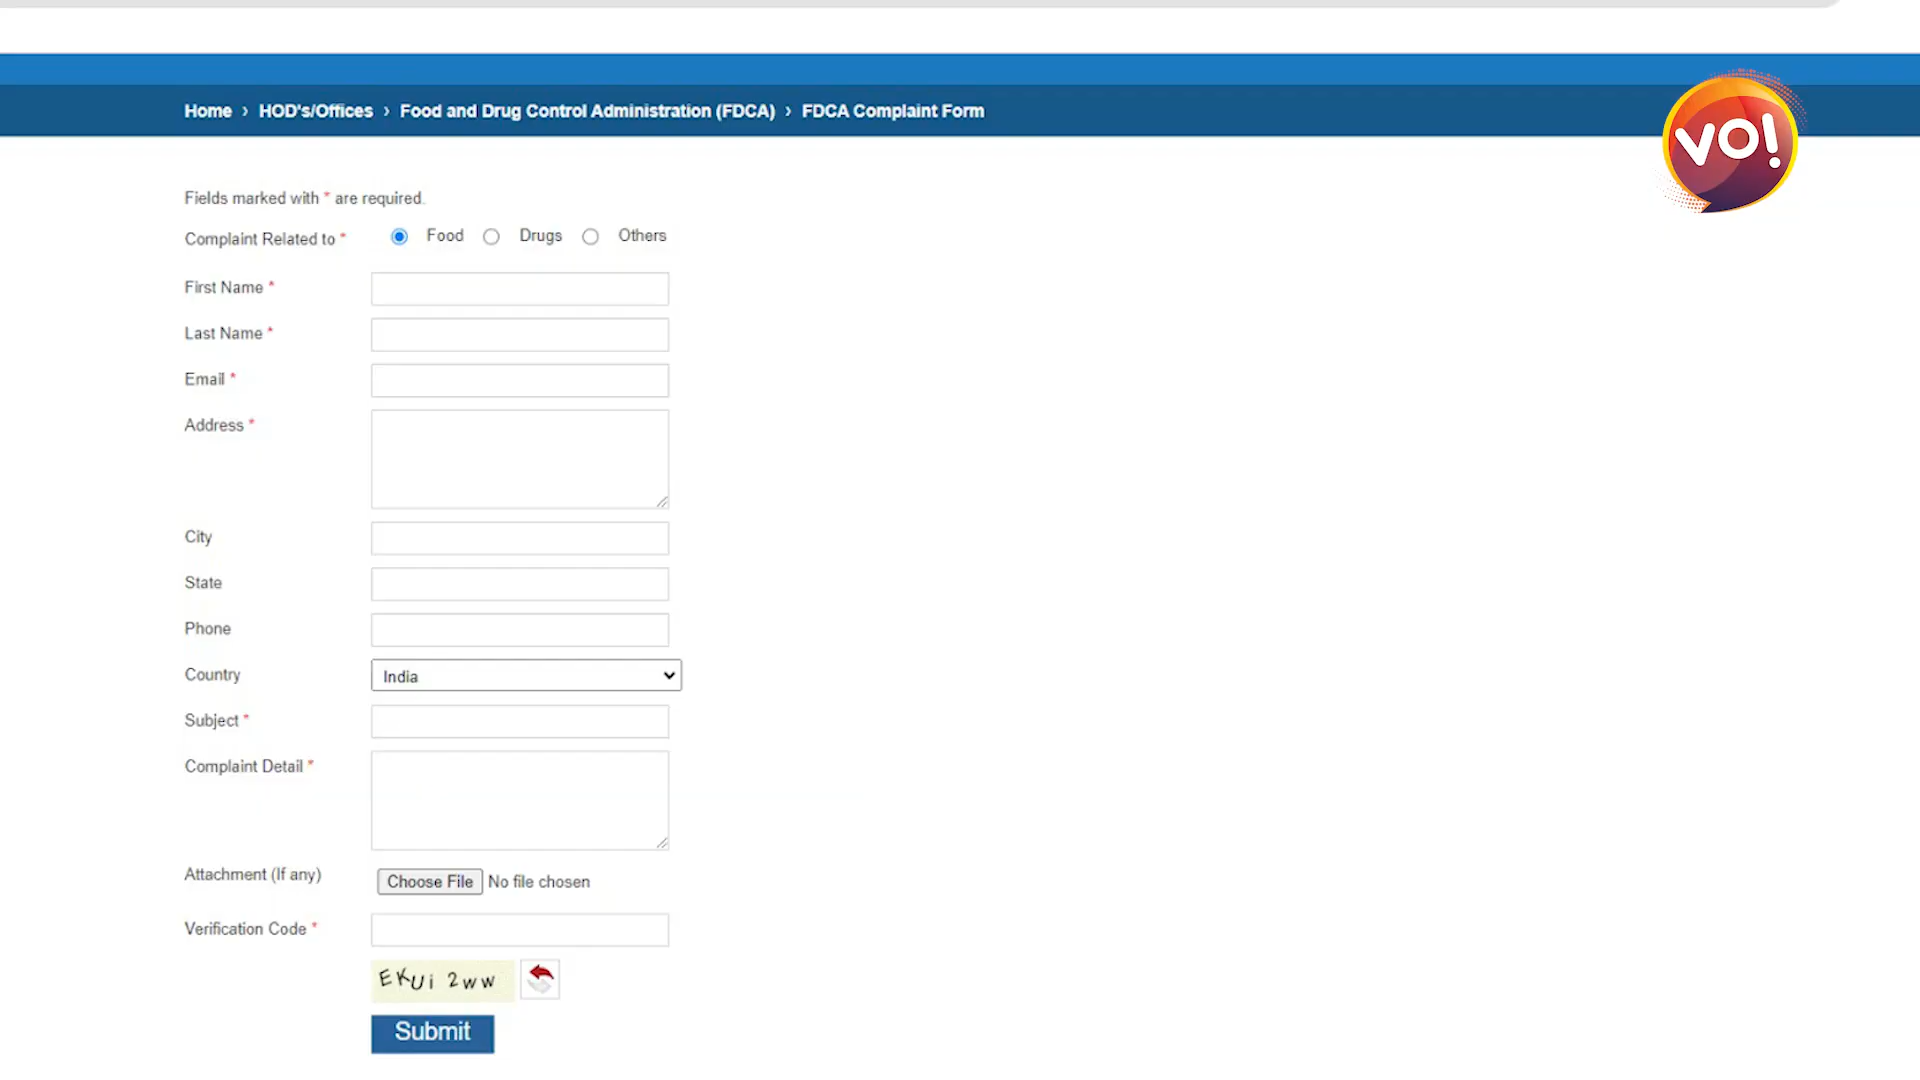 Home › HOD's/Offices › Food and Drug Control Administration (FDCA) › FDCA Complaint Form
VO!
Fields marked with * are required.
Complaint Related to * Food Drugs Others
First Name *
Last Name *
Email *
Address *
City
State
Phone
Country India
Subject *
Complaint Detail *
Attachment (If any) Choose File No file chosen
Verification Code *
EKUi 2ww
Submit